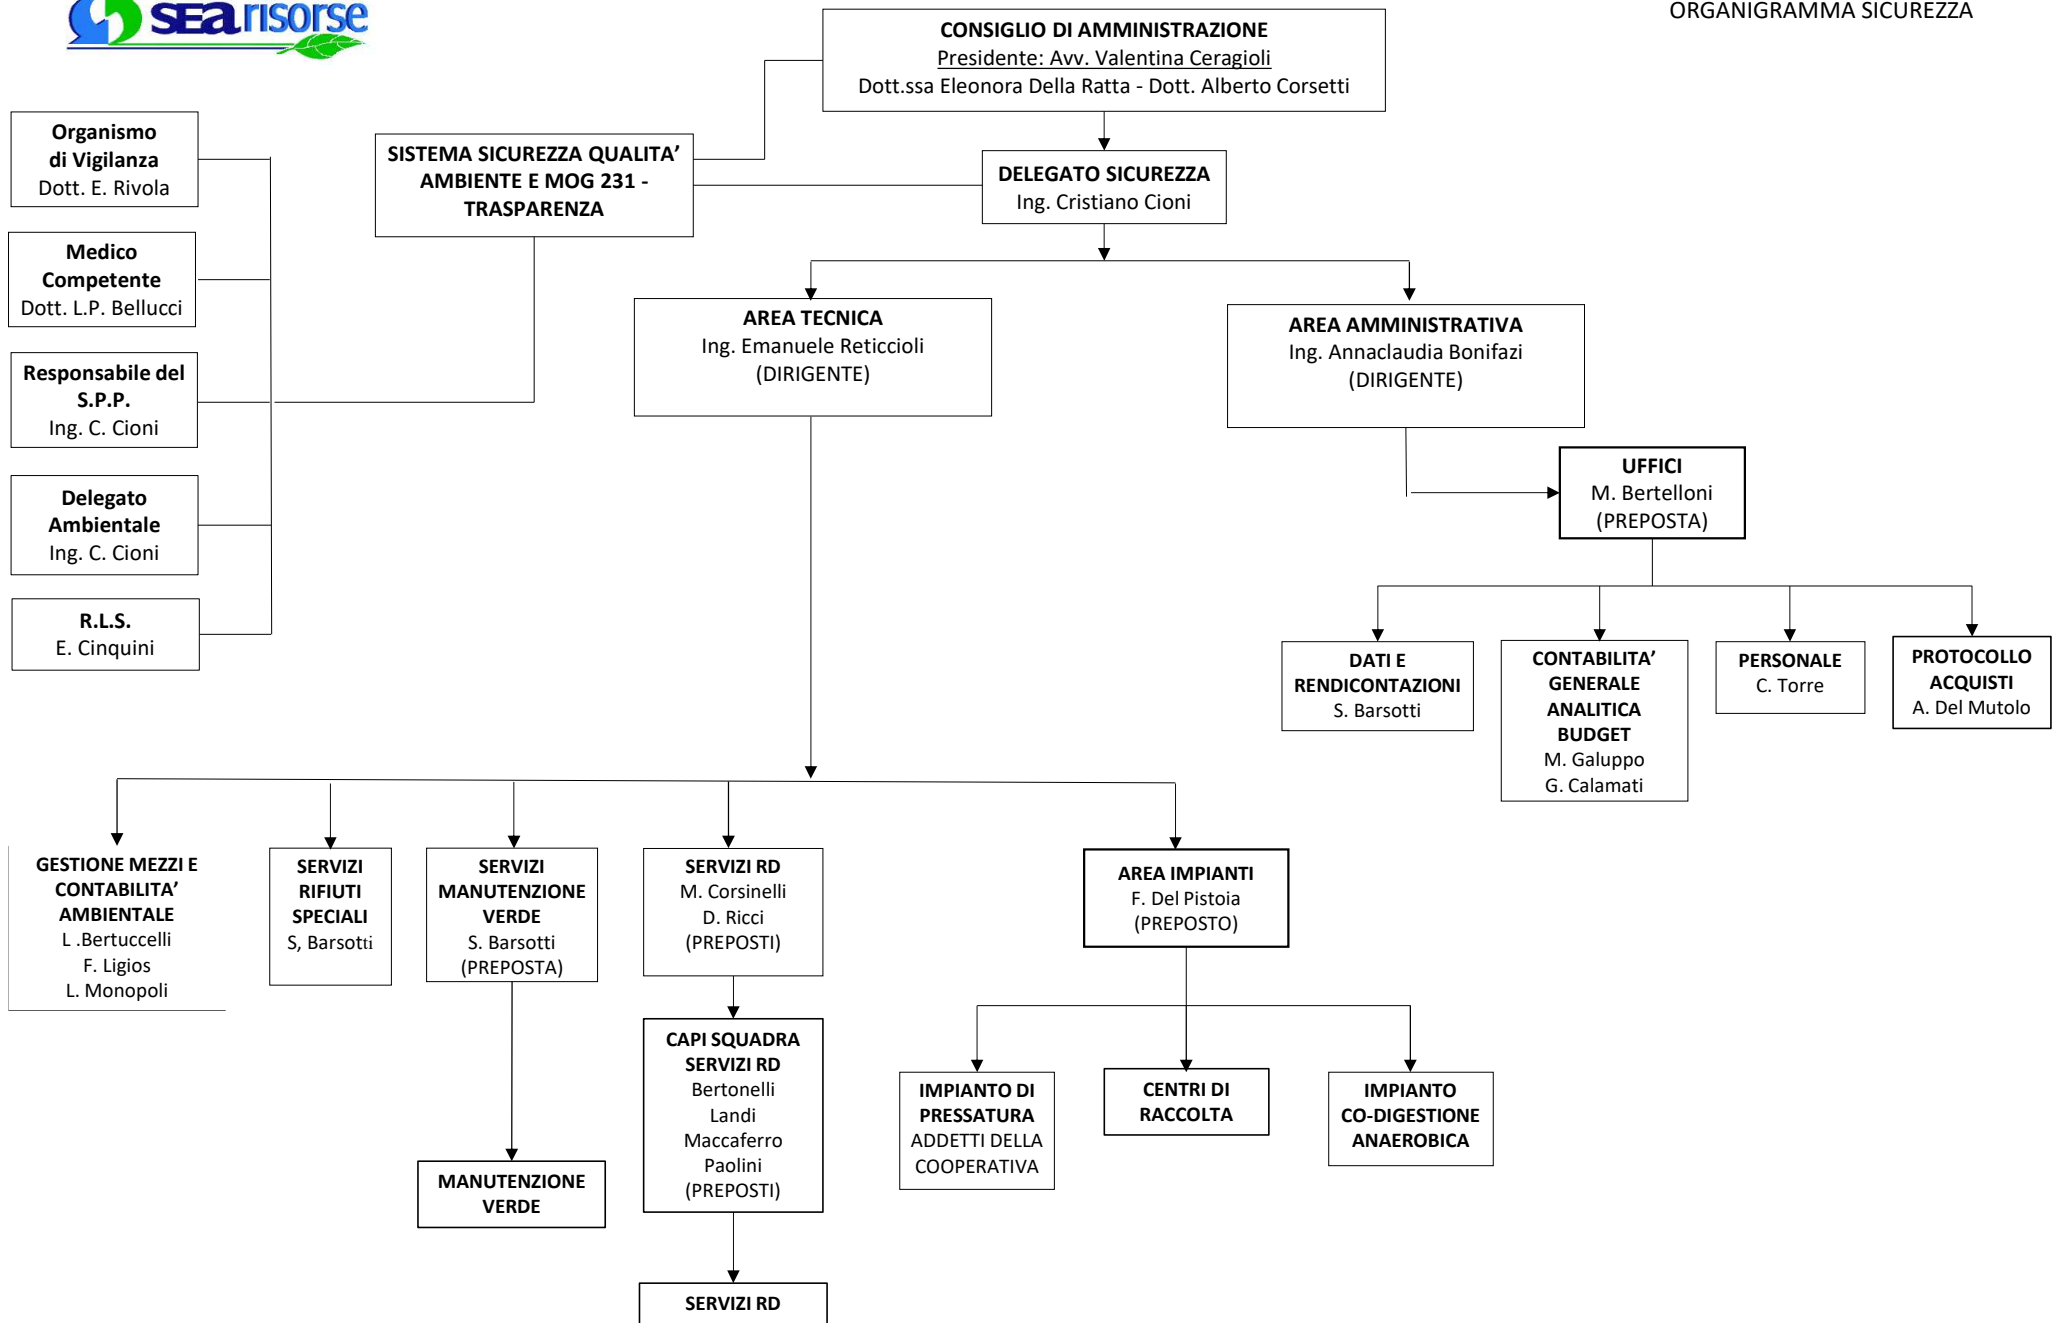 SEA risorse
ORGANIGRAMMA SICUREZZA
CONSIGLIO DI AMMINISTRAZIONE
Presidente: Avv. Valentina Ceragioli
Dott.ssa Eleonora Della Ratta - Dott. Alberto Corsetti
Organismo
di Vigilanza
Dott. E. Rivola
SISTEMA SICUREZZA QUALITA’
AMBIENTE E MOG 231 -
TRASPARENZA
DELEGATO SICUREZZA
Ing. Cristiano Cioni
Medico
Competente
Dott. L.P. Bellucci
Responsabile del
S.P.P.
Ing. C. Cioni
Delegato
Ambientale
Ing. C. Cioni
R.L.S.
E. Cinquini
AREA TECNICA
Ing. Emanuele Reticcioli
(DIRIGENTE)
AREA AMMINISTRATIVA
Ing. Annaclaudia Bonifazi
(DIRIGENTE)
UFFICI
M. Bertelloni
(PREPOSTA)
DATI E
RENDICONTAZIONI
S. Barsotti
CONTABILITA’
GENERALE
ANALITICA
BUDGET
M. Galuppo
G. Calamati
PERSONALE
C. Torre
PROTOCOLLO
ACQUISTI
A. Del Mutolo
GESTIONE MEZZI E
CONTABILITA’
AMBIENTALE
L .Bertuccelli
F. Ligios
L. Monopoli
SERVIZI
RIFIUTI
SPECIALI
S, Barsotti
SERVIZI
MANUTENZIONE
VERDE
S. Barsotti
(PREPOSTA)
MANUTENZIONE
VERDE
SERVIZI RD
M. Corsinelli
D. Ricci
(PREPOSTI)
CAPI SQUADRA
SERVIZI RD
Bertonelli
Landi
Maccaferro
Paolini
(PREPOSTI)
SERVIZI RD
AREA IMPIANTI
F. Del Pistoia
(PREPOSTO)
IMPIANTO DI
PRESSATURA
ADDETTI DELLA
COOPERATIVA
CENTRI DI
RACCOLTA
IMPIANTO
CO-DIGESTIONE
ANAEROBICA